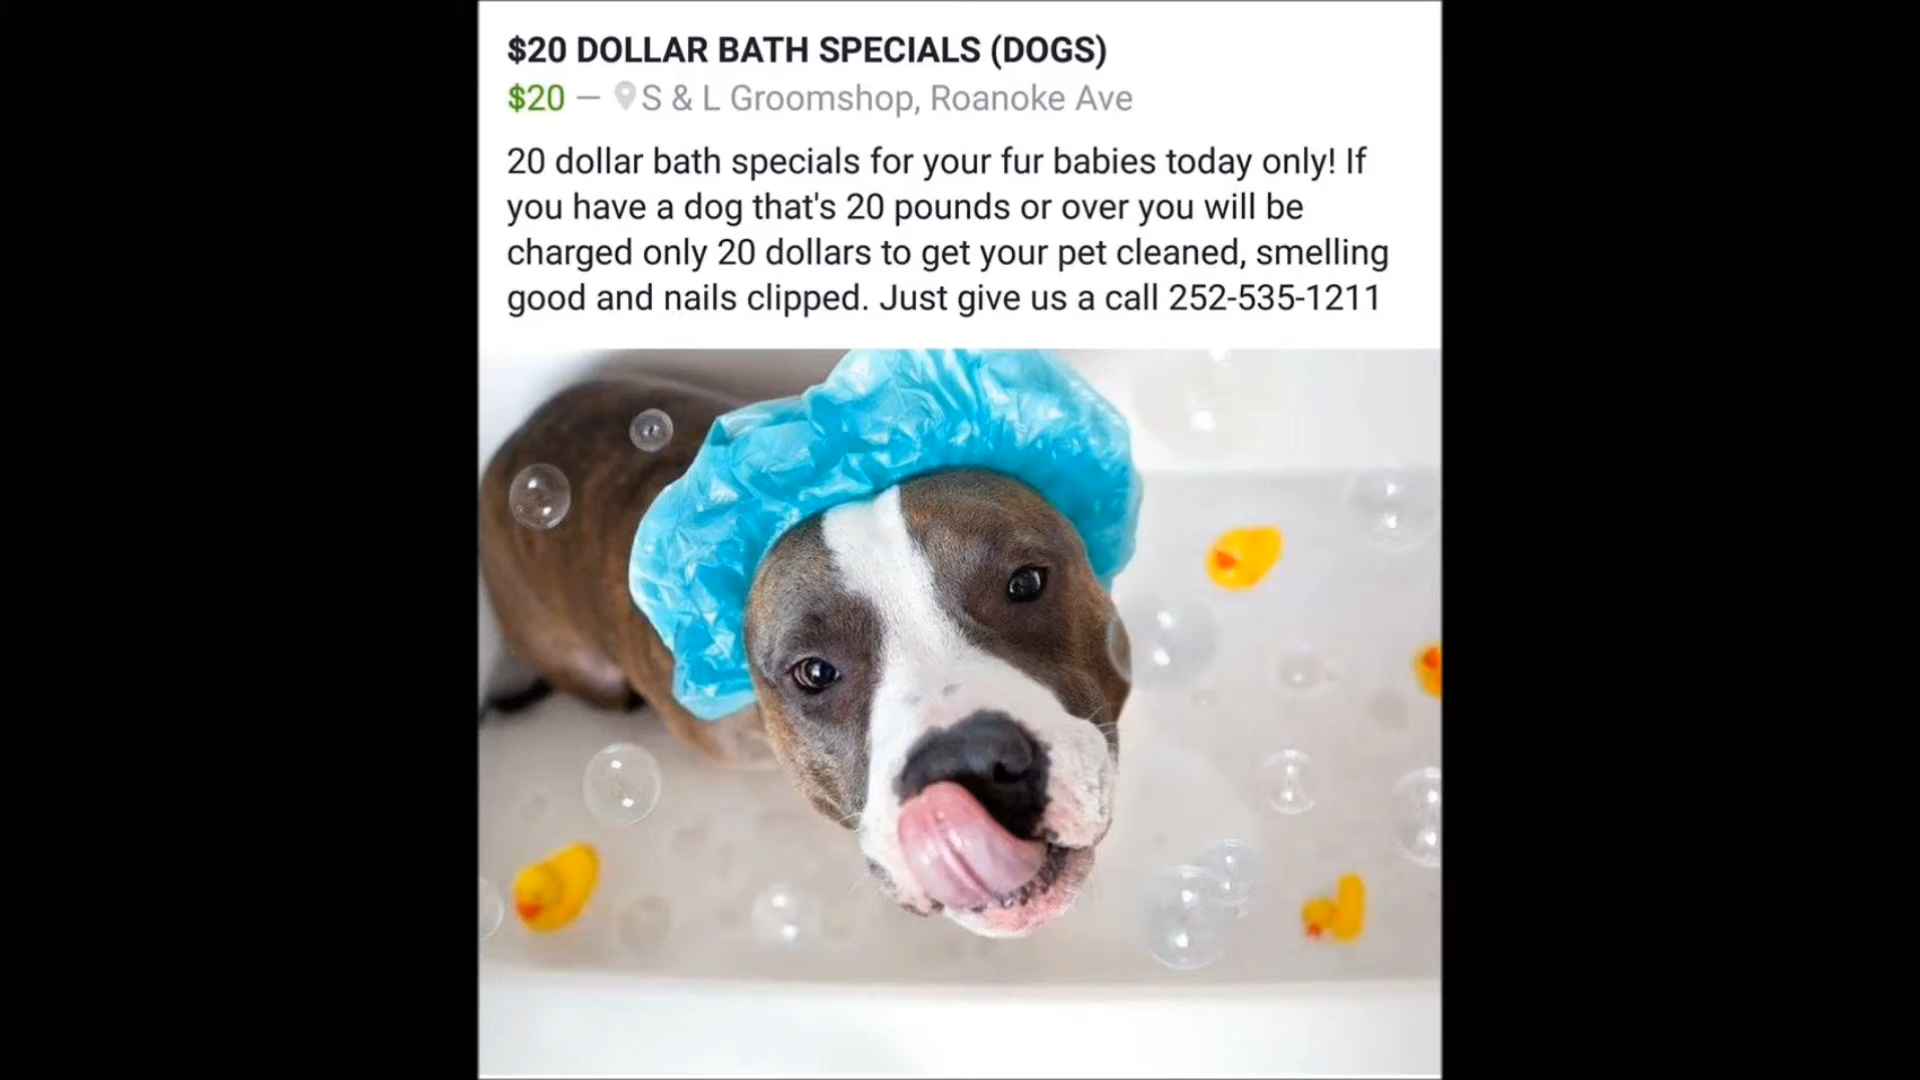 $20 DOLLAR BATH SPECIALS (DOGS)
$20 — S & L Groomshop, Roanoke Ave
20 dollar bath specials for your fur babies today only! If
you have a dog that's 20 pounds or over you will be
charged only 20 dollars to get your pet cleaned, smelling
good and nails clipped. Just give us a call 252-535-1211